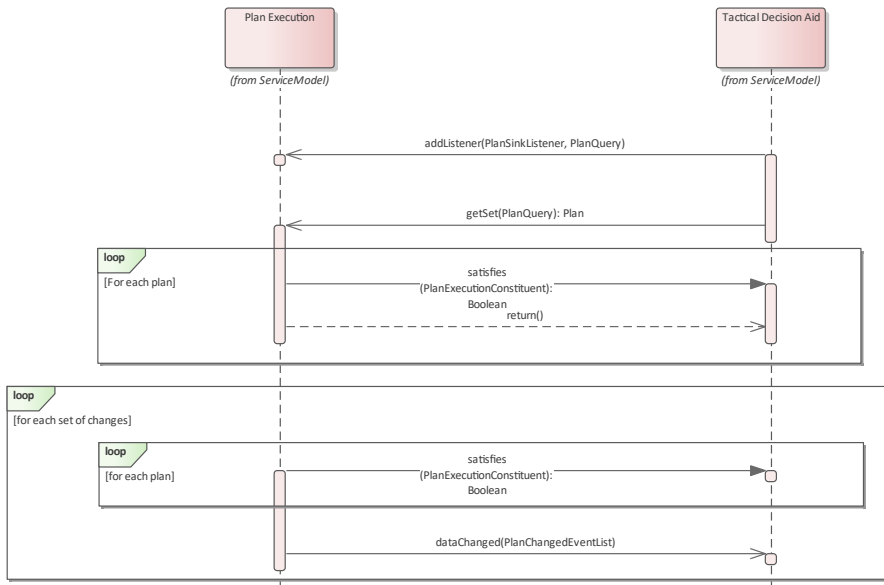 Plan Execution
Tactical Decision Aid
(from ServiceModel)
(from ServiceModel)
addListener(PlanSinkListener, PlanQuery)
getSet(PlanQuery): Plan
loop
[For each plan]
satisfies
(PlanExecutionConstituent):
Boolean
return()
loop
[for each set of changes]
loop
[for each plan]
satisfies
(PlanExecutionConstituent):
Boolean
dataChanged(PlanChangedEventList)